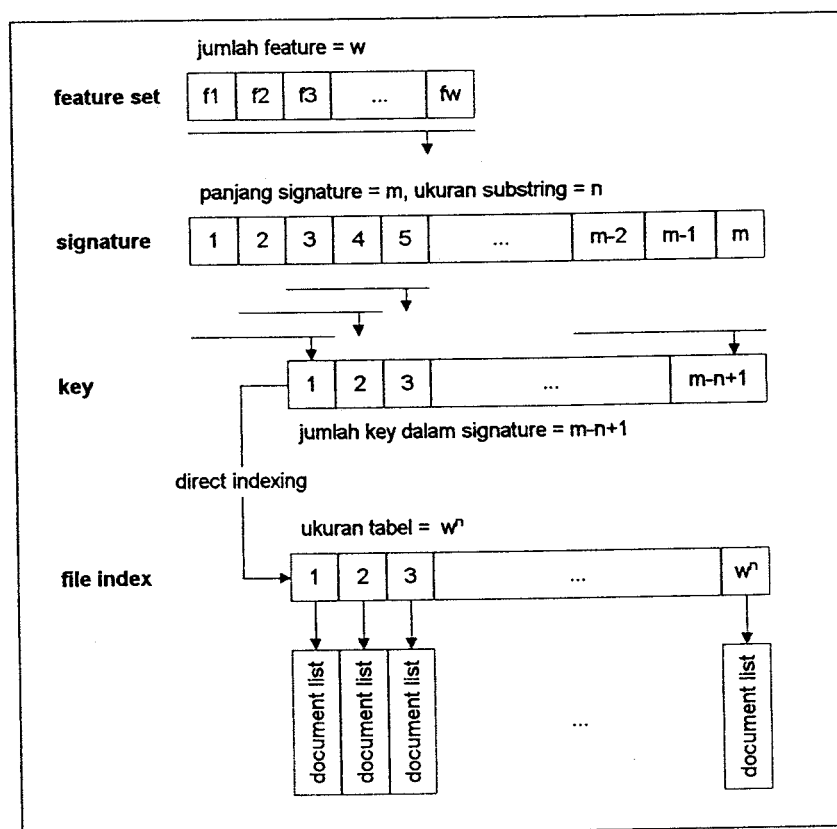 jumlah feature = w
feature set
f1 f2 f3 ... fw
panjang signature = m, ukuran substring = n
signature
1 2 3 4 5 ... m-2 m-1 m
key
1 2 3 ... m-n+1
jumlah key dalam signature = m-n+1
direct indexing
ukuran tabel = wⁿ
file index
1 2 3 ... wⁿ
document list document list document list ... document list